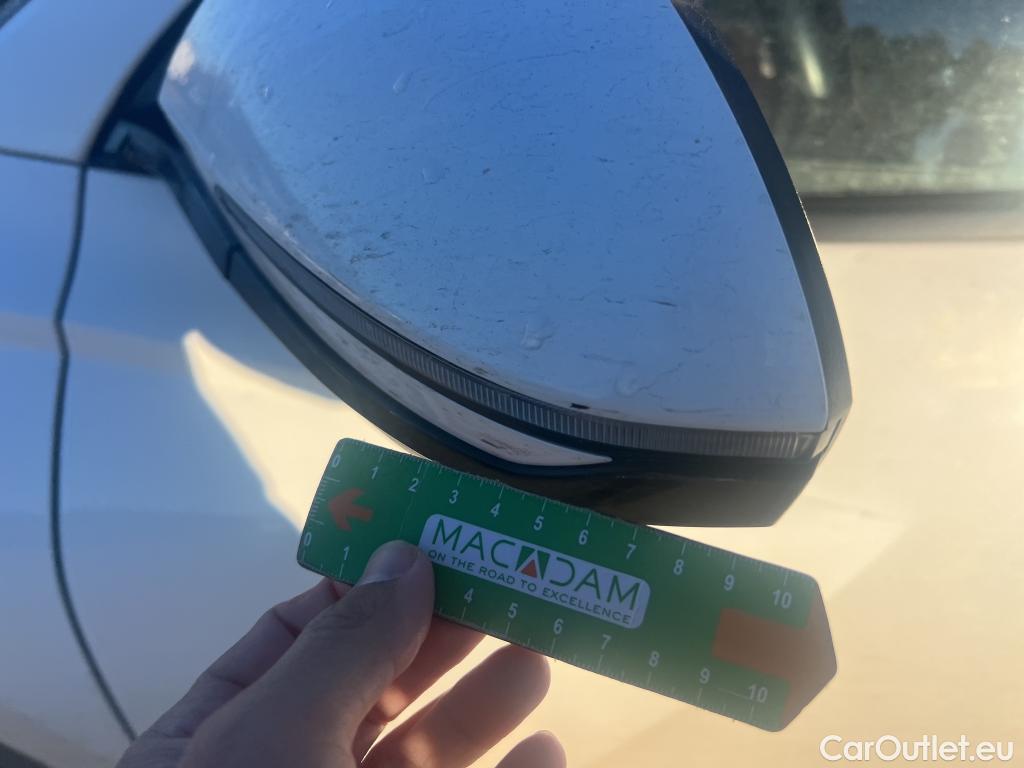 0 1 2 3 4 5 6 7 8 9 10
MACADAM
ON THE ROAD TO EXCELLENCE
0 1 4 5 6 7 8 9 10
CarOutlet.eu